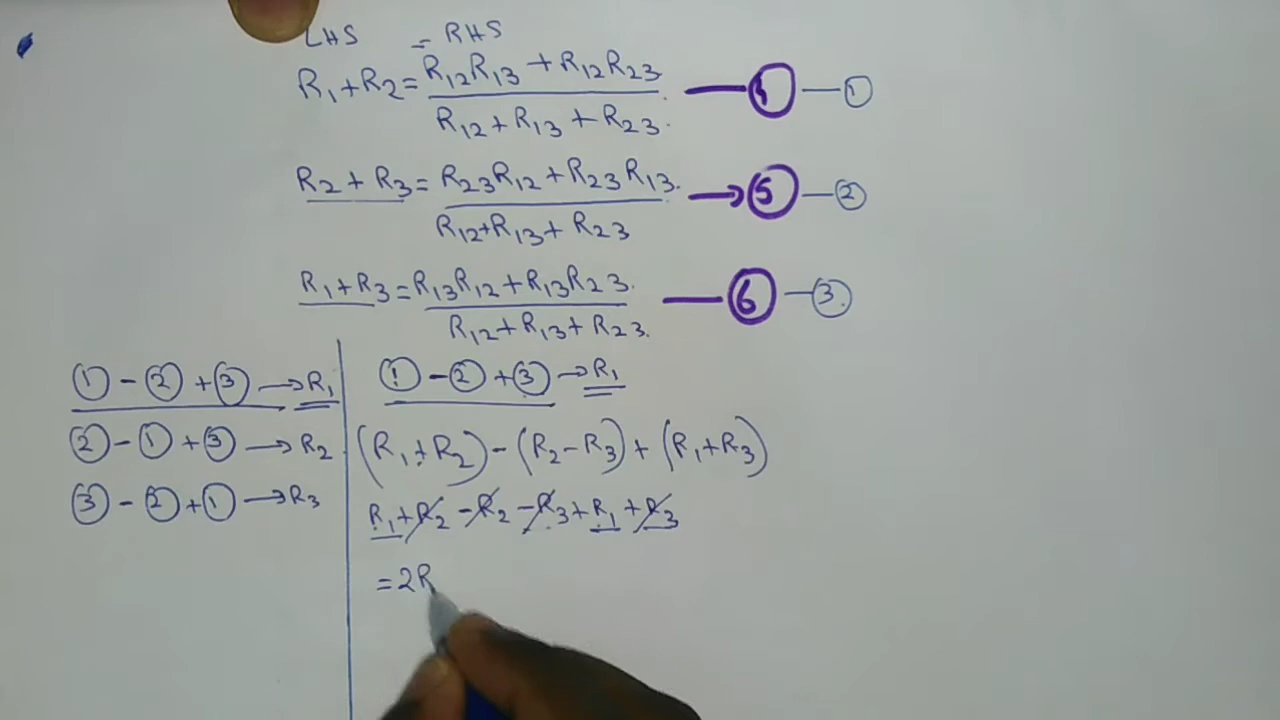 LHS = RHS
R₁+R₂ = (R₁₂R₁₃ + R₁₂R₂₃) / (R₁₂+R₁₃+R₂₃) — ④ — ①
R₂+R₃ = (R₂₃R₁₂ + R₂₃R₁₃) / (R₁₂+R₁₃+R₂₃) → ⑤ — ②
R₁+R₃ = (R₁₃R₁₂ + R₁₃R₂₃) / (R₁₂+R₁₃+R₂₃) — ⑥ — ③
① - ② + ③ → R₁
② - ① + ③ → R₂
③ - ② + ① → R₃
① - ② + ③ → R₁
(R₁+R₂) - (R₂-R₃) + (R₁+R₃)
R₁+R₂-R₂-R₃+R₁+R₃
=2R